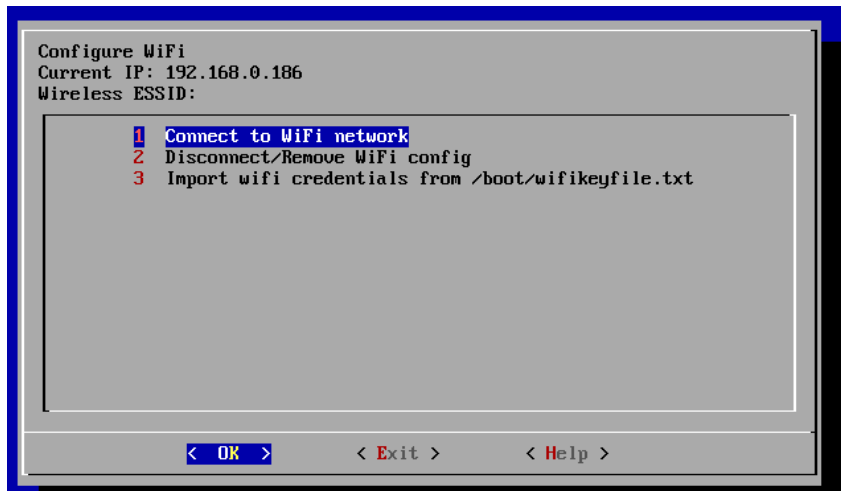 Configure WiFi
Current IP: 192.168.0.186
Wireless ESSID:
1 Connect to WiFi network
2 Disconnect/Remove WiFi config
3 Import wifi credentials from /boot/wifikeyfile.txt
< OK > < Exit > < Help >